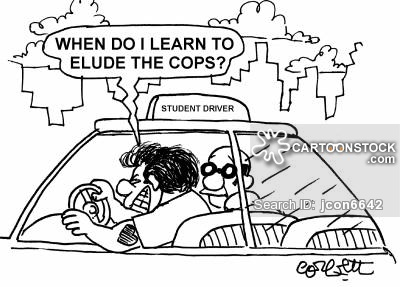 WHEN DO I LEARN TO
ELUDE THE COPS?
STUDENT DRIVER
CARTOONSTOCK
.com
Search ID: jcon6642